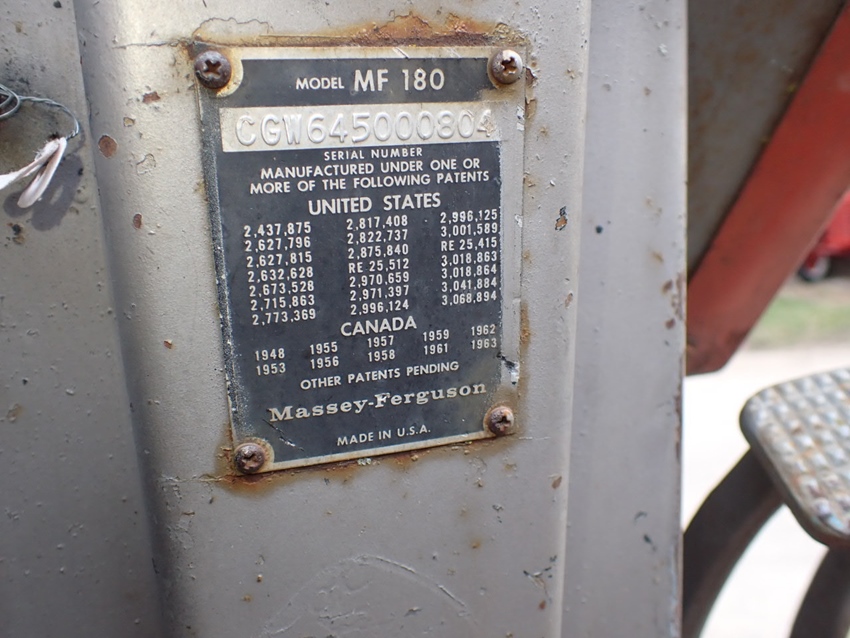 MODEL MF 180
CGW645000804
SERIAL NUMBER
MANUFACTURED UNDER ONE OR
MORE OF THE FOLLOWING PATENTS
UNITED STATES
2,437,875 2,817,408 2,996,125
2,627,796 2,822,737 3,001,589
2,627,815 2,875,840 RE 25,415
2,632,628 RE 25,512 3,018,863
2,673,528 2,970,659 3,018,864
2,715,863 2,971,397 3,041,884
2,773,369 2,996,124 3,068,894
CANADA
1948 1955 1957 1959 1962
1953 1956 1958 1961 1963
OTHER PATENTS PENDING
Massey-Ferguson
MADE IN U.S.A.